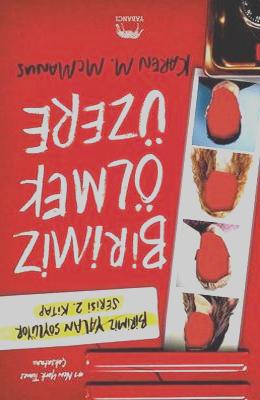 #1 New York Times
Çoksatanı
BİRİMİZ YALAN SÖYLÜYOR
SERİSİ 2. KİTAP
BİRİMİZ
ÖLMEK
ÜZERE
KAREN M. McMANUS
YABANCI